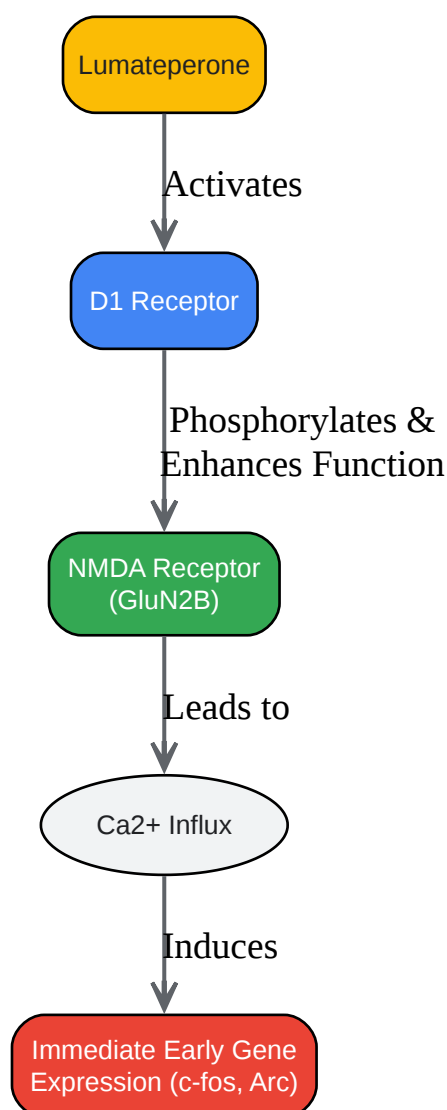 Lumateperone
Activates
D1 Receptor
Phosphorylates &
Enhances Function
NMDA Receptor
(GluN2B)
Leads to
Ca2+ Influx
Induces
Immediate Early Gene
Expression (c-fos, Arc)